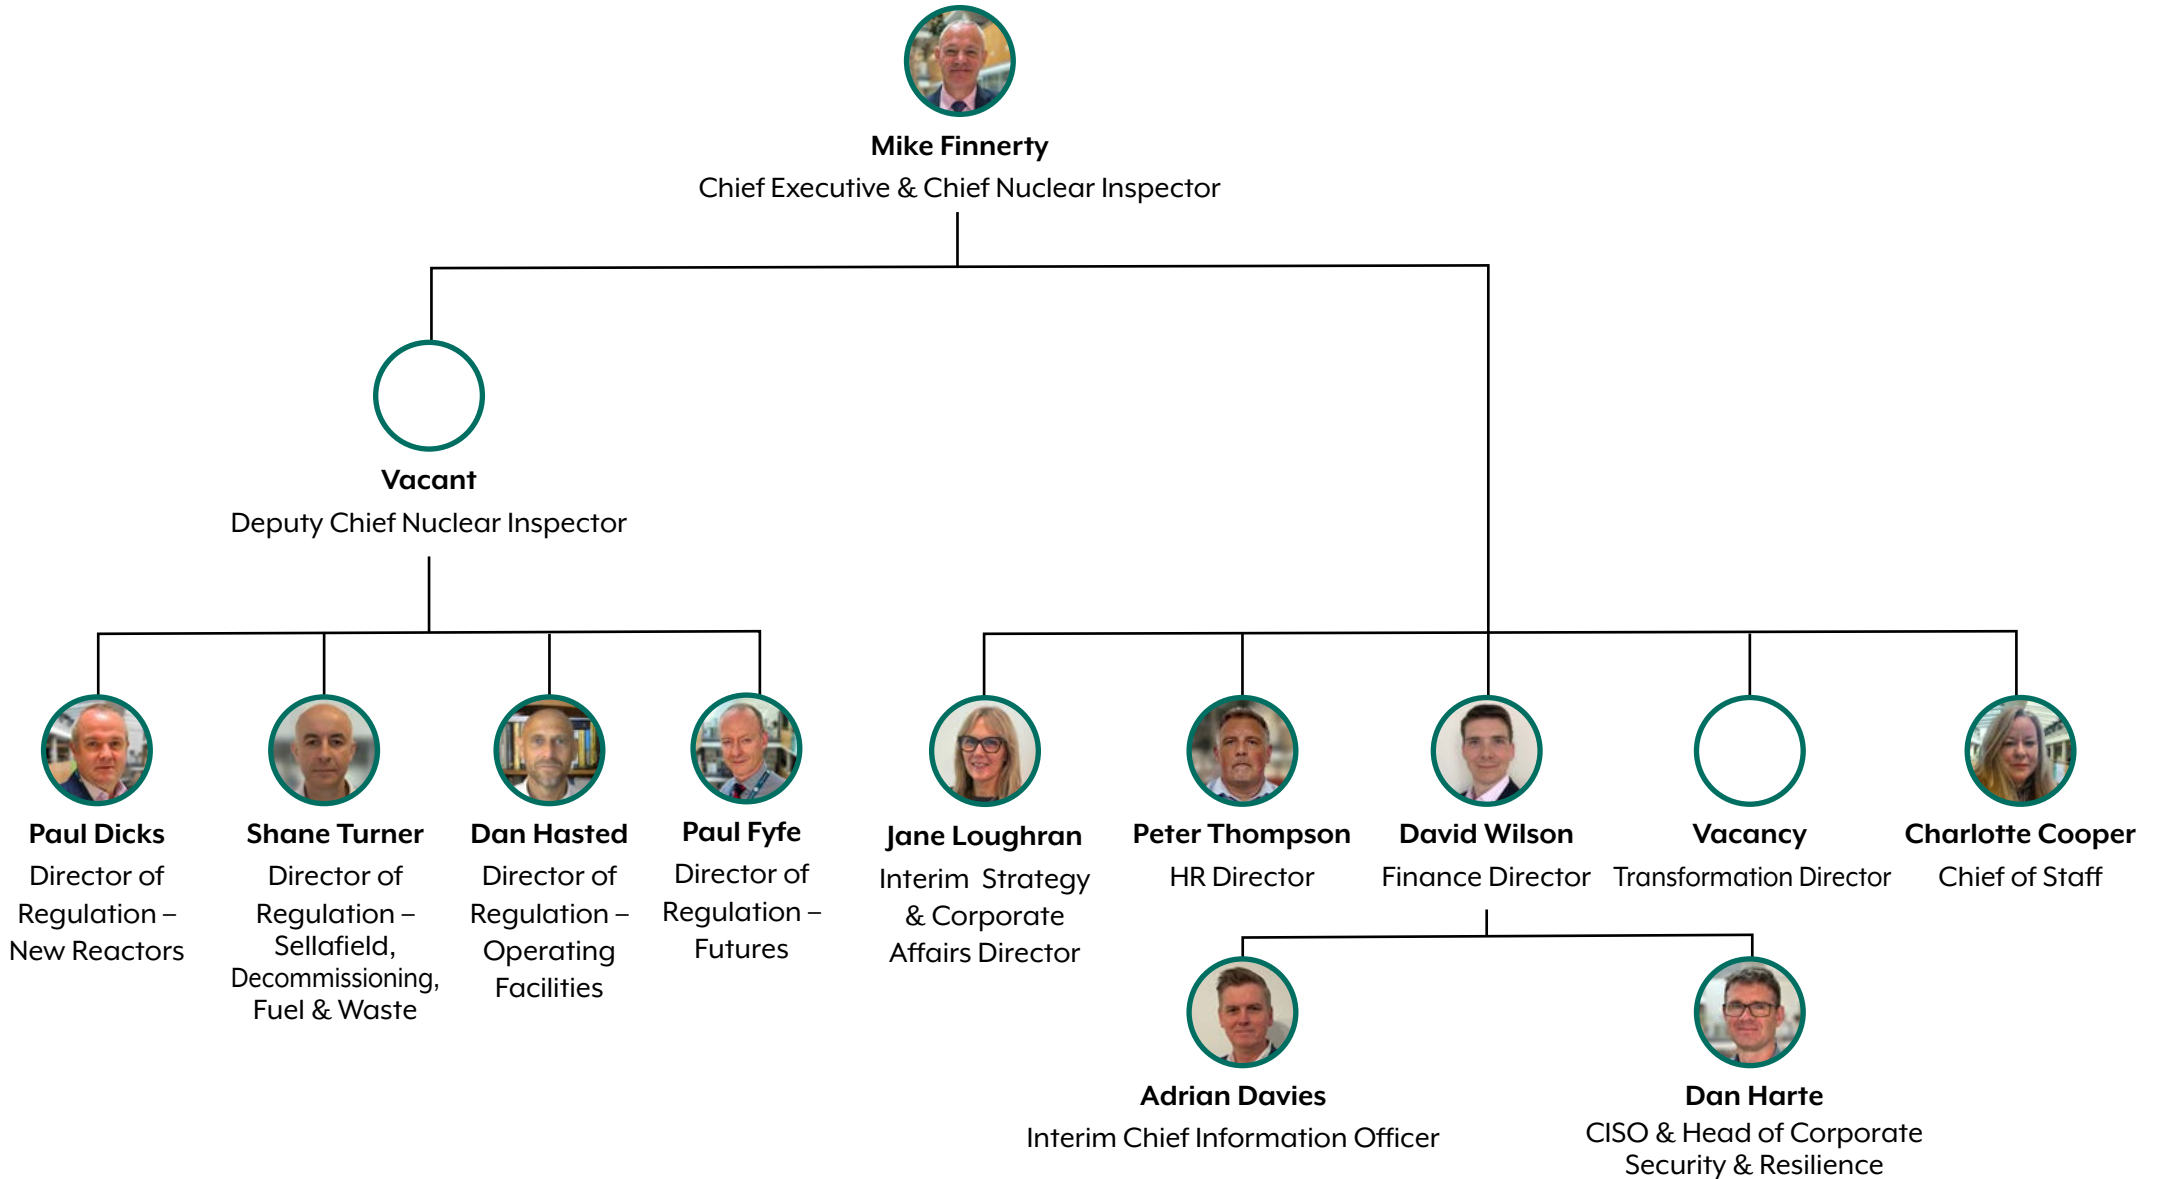 Mike Finnerty
Chief Executive & Chief Nuclear Inspector
Vacant
Deputy Chief Nuclear Inspector
Paul Dicks
Director of
Regulation –
New Reactors
Shane Turner
Director of
Regulation –
Sellafield,
Decommissioning,
Fuel & Waste
Dan Hasted
Director of
Regulation –
Operating
Facilities
Paul Fyfe
Director of
Regulation –
Futures
Jane Loughran
Interim Strategy
& Corporate
Affairs Director
Peter Thompson
HR Director
David Wilson
Finance Director
Vacancy
Transformation Director
Charlotte Cooper
Chief of Staff
Adrian Davies
Interim Chief Information Officer
Dan Harte
CISO & Head of Corporate
Security & Resilience